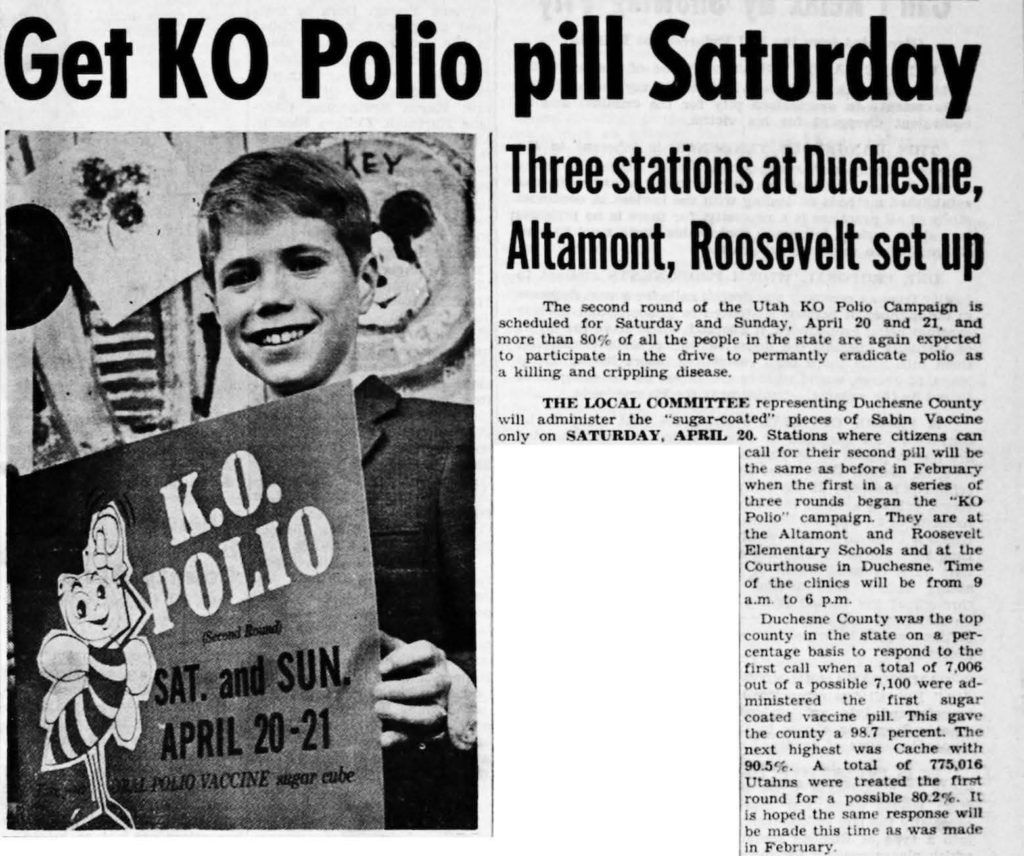 Get KO Polio pill Saturday
KEY
K.O.
POLIO
(Second Round)
SAT. and SUN.
APRIL 20-21
ORAL POLIO VACCINE sugar cube
Three stations at Duchesne,
Altamont, Roosevelt set up
The second round of the Utah KO Polio Campaign is
scheduled for Saturday and Sunday, April 20 and 21, and
more than 80% of all the people in the state are again expected
to participate in the drive to permantly eradicate polio as
a killing and crippling disease.
THE LOCAL COMMITTEE representing Duchesne County
will administer the "sugar-coated" pieces of Sabin Vaccine
only on SATURDAY, APRIL 20. Stations where citizens can
call for their second pill will be
the same as before in February
when the first in a series of
three rounds began the "KO
Polio" campaign. They are at
the Altamont and Roosevelt
Elementary Schools and at the
Courthouse in Duchesne. Time
of the clinics will be from 9
a.m. to 6 p.m.
Duchesne County was the top
county in the state on a per-
centage basis to respond to the
first call when a total of 7,006
out of a possible 7,100 were ad-
ministered the first sugar
coated vaccine pill. This gave
the county a 98.7 percent. The
next highest was Cache with
90.5%. A total of 775,016
Utahns were treated the first
round for a possible 80.2%. It
is hoped the same response will
be made this time as was made
in February.